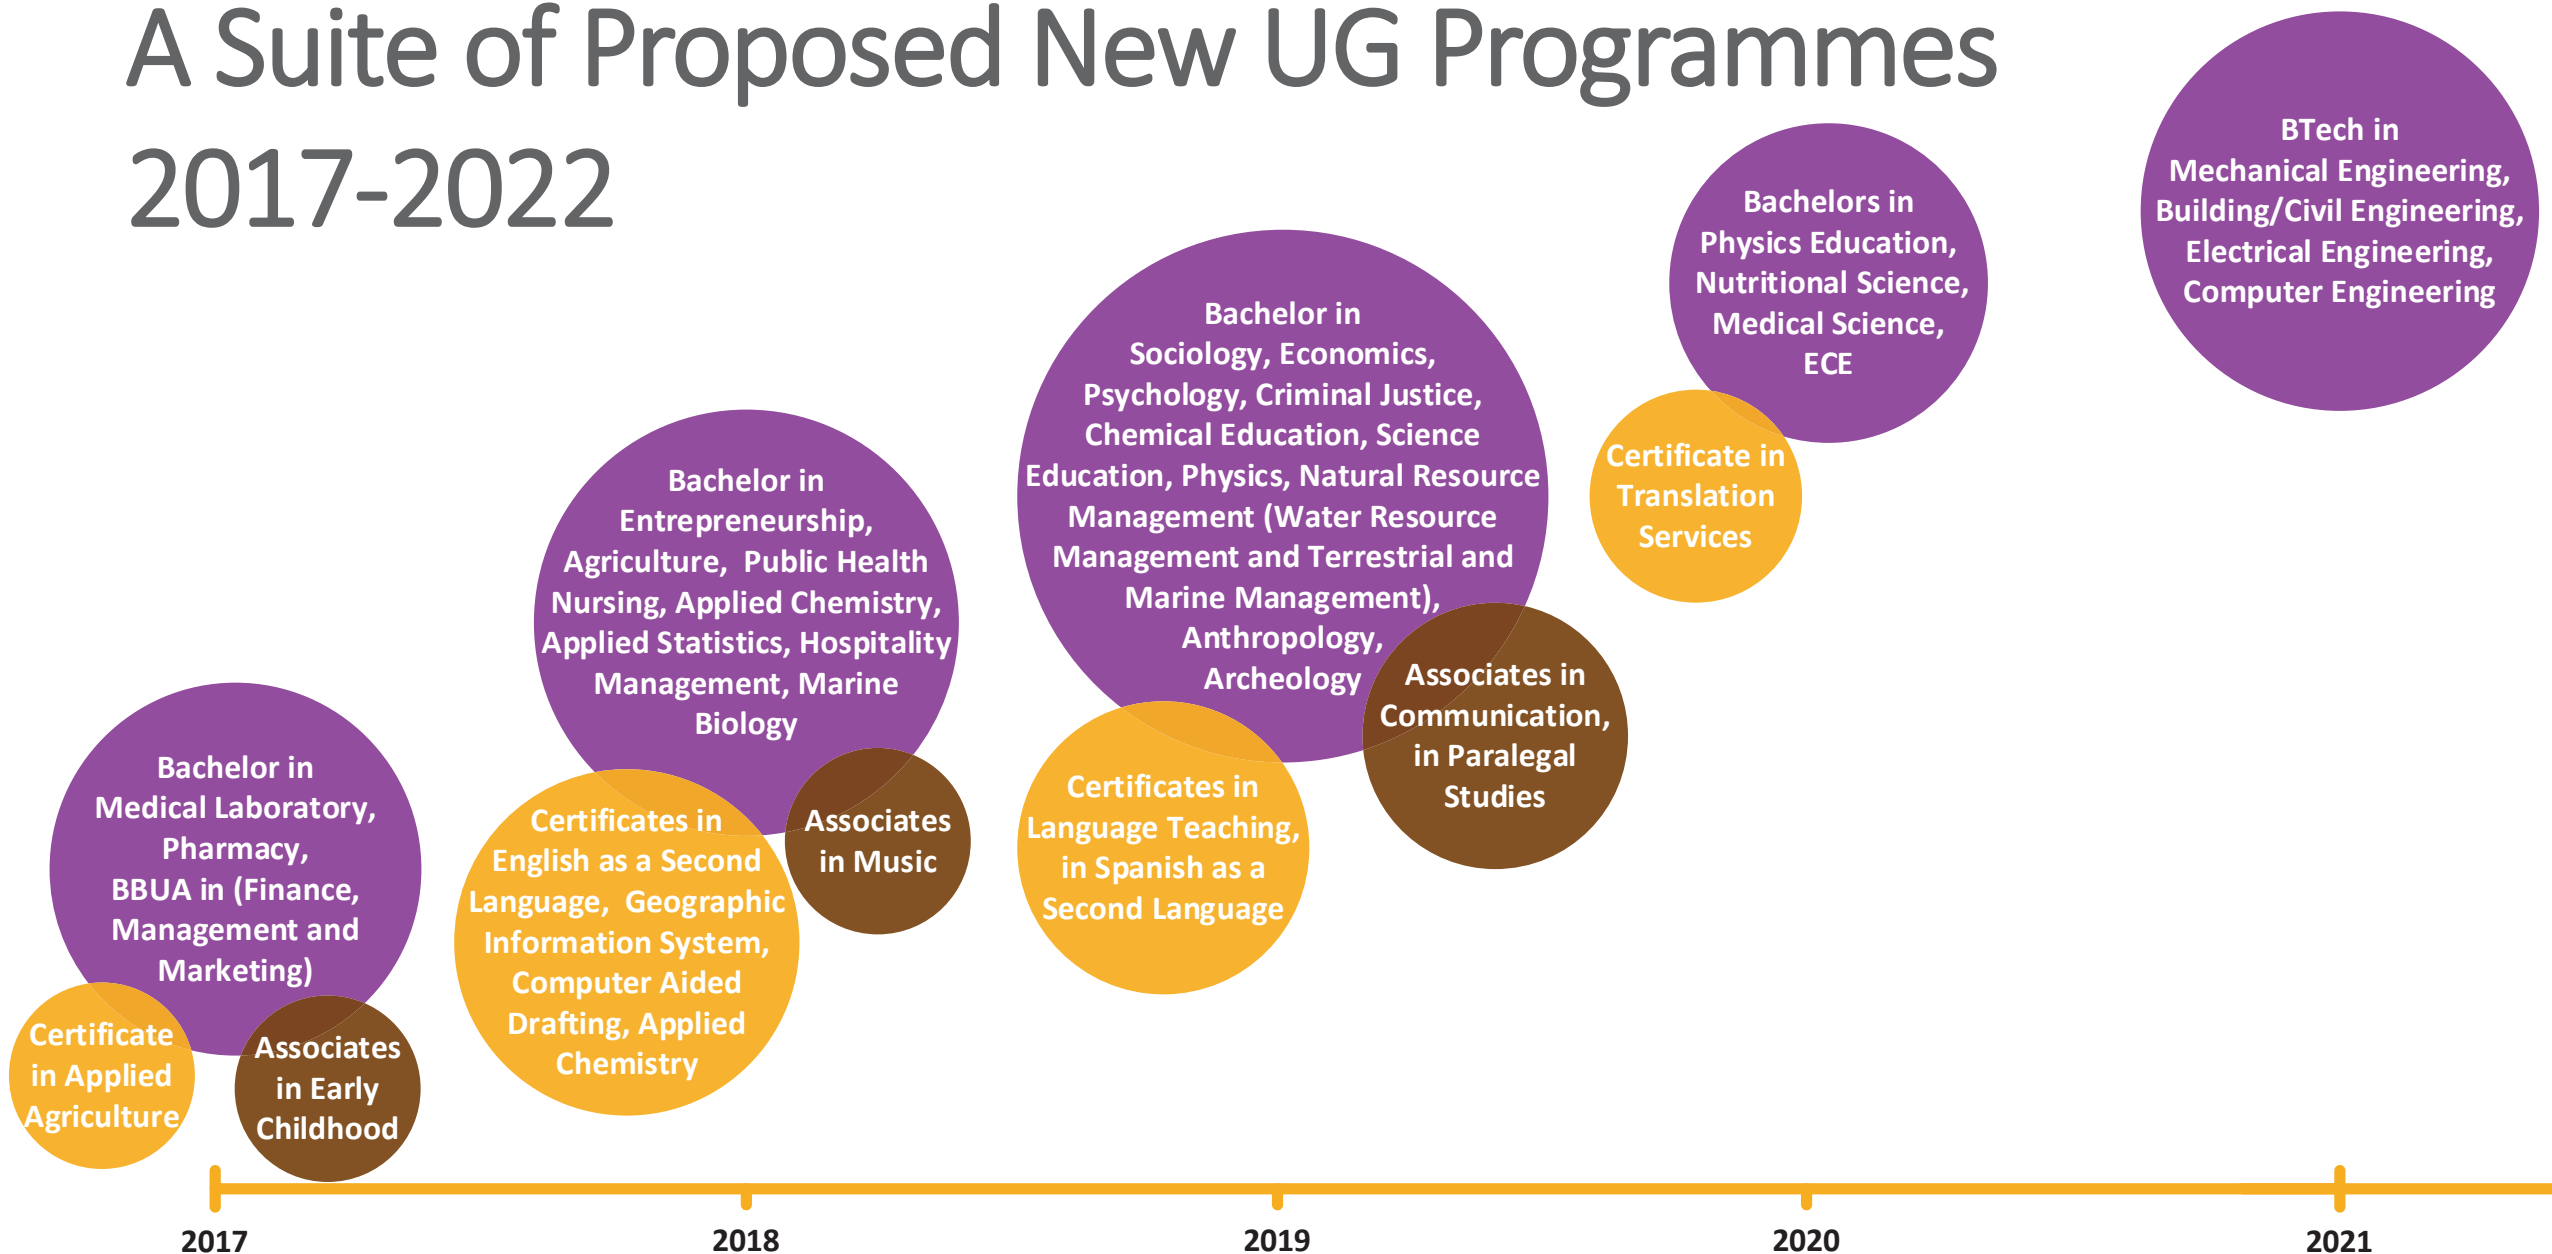 A Suite of Proposed New UG Programmes
2017-2022
Bachelor in
Medical Laboratory,
Pharmacy,
BBUA in (Finance,
Management and
Marketing)
Certificate
in Applied
Agriculture
Associates
in Early
Childhood
Bachelor in
Entrepreneurship,
Agriculture, Public Health
Nursing, Applied Chemistry,
Applied Statistics, Hospitality
Management, Marine
Biology
Certificates in
English as a Second
Language, Geographic
Information System,
Computer Aided
Drafting, Applied
Chemistry
Associates
in Music
Bachelor in
Sociology, Economics,
Psychology, Criminal Justice,
Chemical Education, Science
Education, Physics, Natural Resource
Management (Water Resource
Management and Terrestrial and
Marine Management),
Anthropology,
Archeology
Certificates in
Language Teaching,
in Spanish as a
Second Language
Associates in
Communication,
in Paralegal
Studies
Bachelors in
Physics Education,
Nutritional Science,
Medical Science,
ECE
Certificate in
Translation
Services
BTech in
Mechanical Engineering,
Building/Civil Engineering,
Electrical Engineering,
Computer Engineering
2017
2018
2019
2020
2021